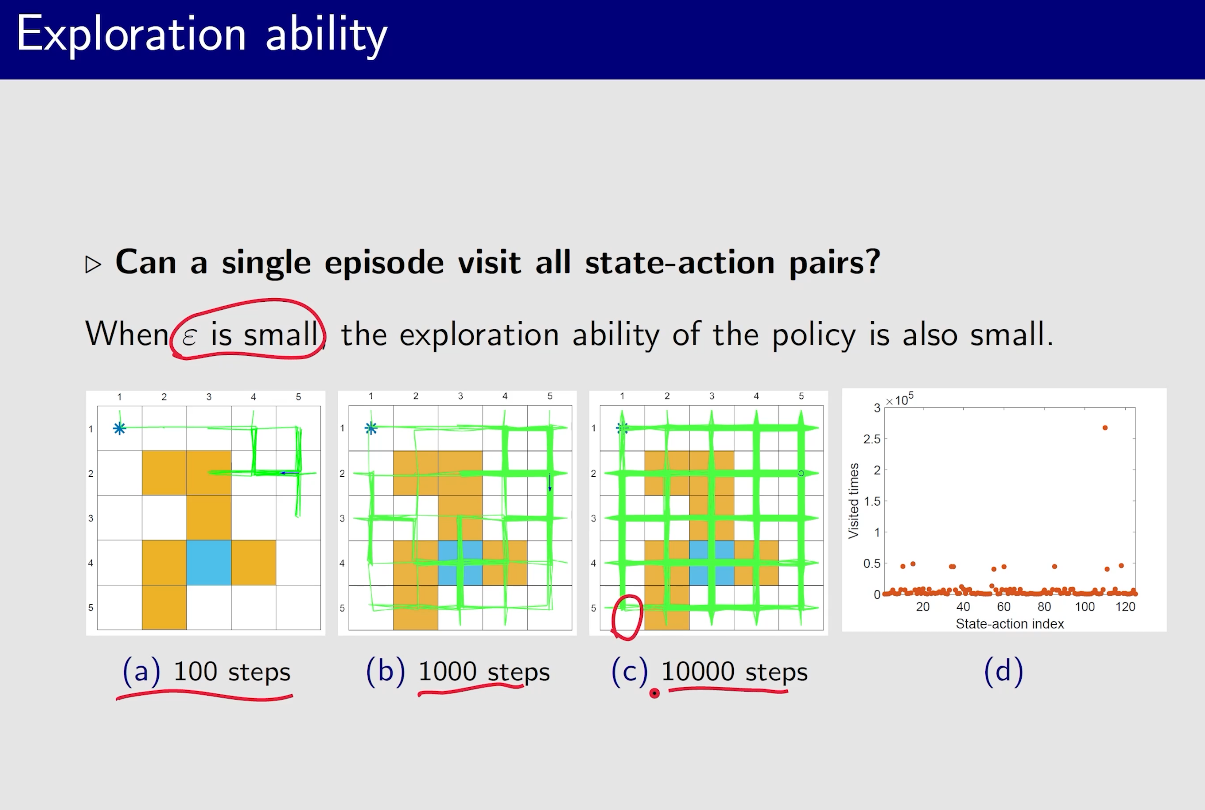 Exploration ability
▷ Can a single episode visit all state-action pairs?
When ε is small, the exploration ability of the policy is also small.
1 2 3 4 5
1
2
3
4
5
(a) 100 steps
1 2 3 4 5
1
2
3
4
5
(b) 1000 steps
1 2 3 4 5
1
2
3
4
5
(c) 10000 steps
×10⁵
3
2.5
2
1.5
1
0.5
0
Visited times
20 40 60 80 100 120
State-action index
(d)